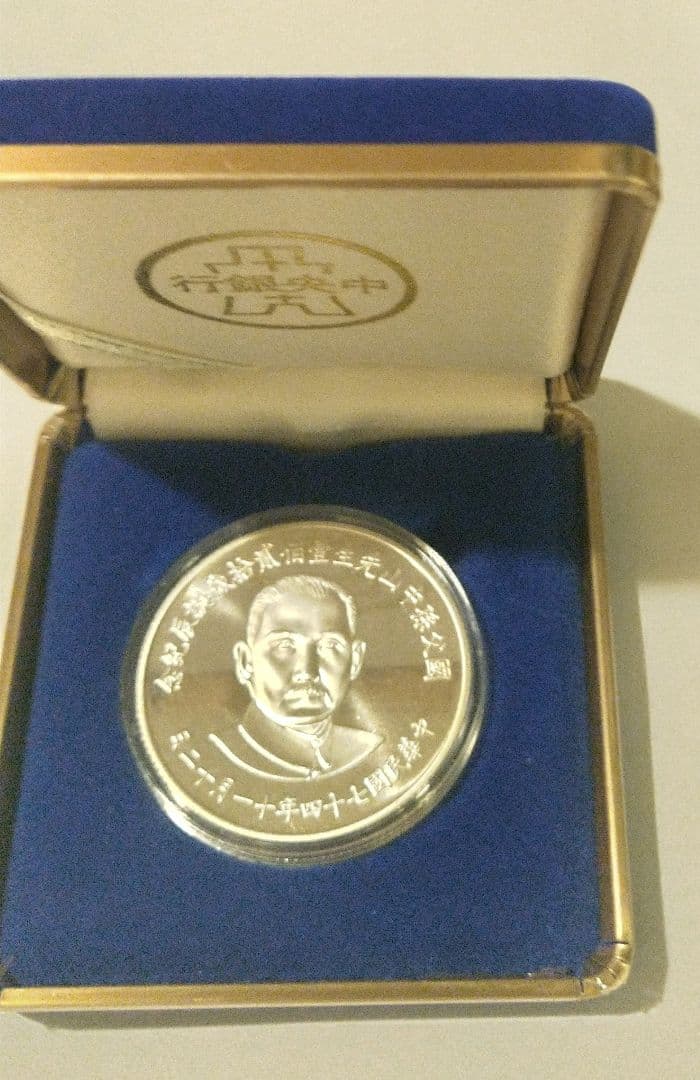 中央銀行
國父孫中山先生壹佰貳拾歲誕辰紀念
中華民國七十四年十一月十二日